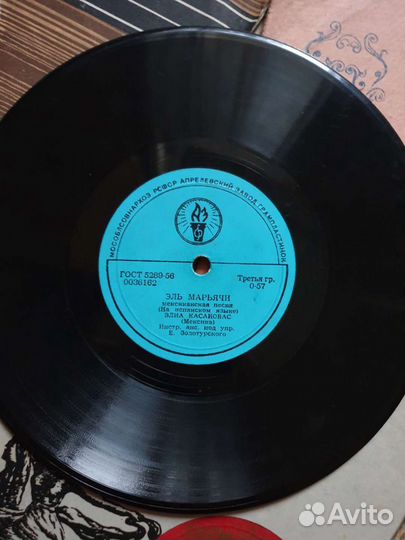 МОСОБЛСОВНАРХОЗ РСФСР АПРЕЛЕВСКИЙ ЗАВОД ГРАМПЛАСТИНОК
ГОСТ 5289-56
Третья гр.
0036162
0-57
ЭЛЬ МАРЬЯЧИ
мексиканская песня
(На испанском языке)
ЭЛИА КАСАНОВАС
(Мексика)
Инстр. анс. под упр.
Е. Золотурского
Avito